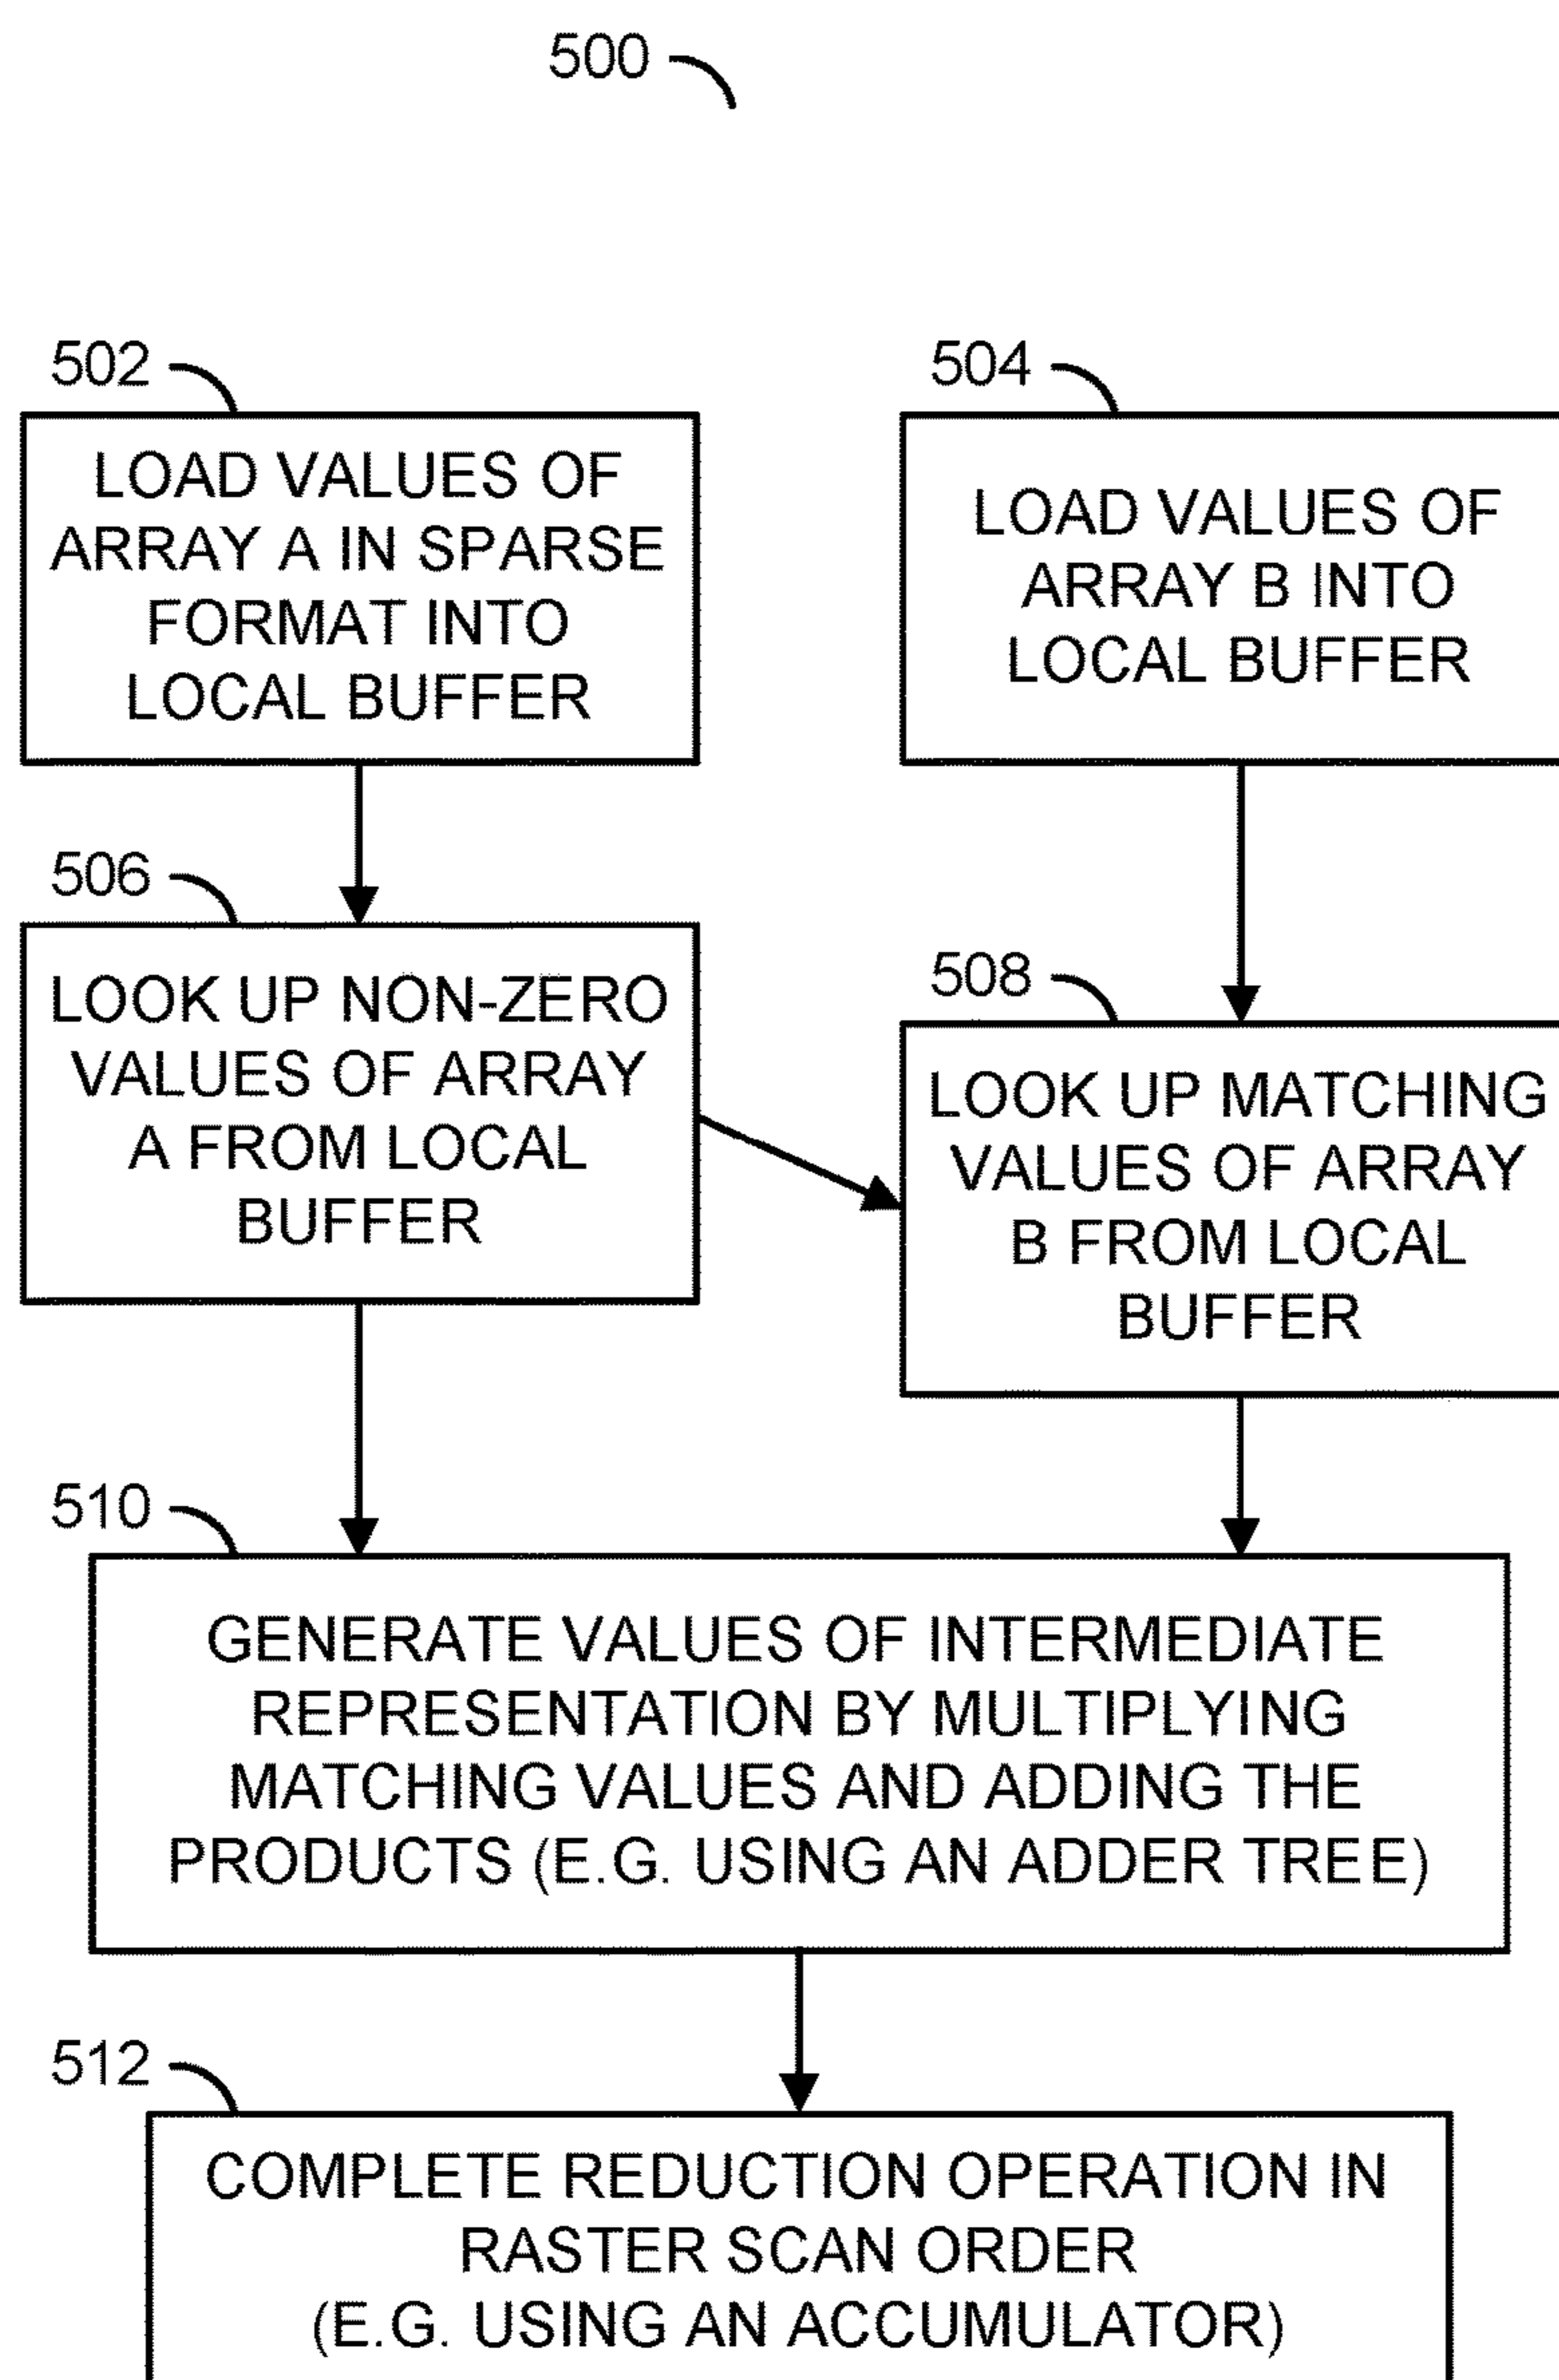 500
502
LOAD VALUES OF
ARRAY A IN SPARSE
FORMAT INTO
LOCAL BUFFER
504
LOAD VALUES OF
ARRAY B INTO
LOCAL BUFFER
506
LOOK UP NON-ZERO
VALUES OF ARRAY
A FROM LOCAL
BUFFER
508
LOOK UP MATCHING
VALUES OF ARRAY
B FROM LOCAL
BUFFER
510
GENERATE VALUES OF INTERMEDIATE
REPRESENTATION BY MULTIPLYING
MATCHING VALUES AND ADDING THE
PRODUCTS (E.G. USING AN ADDER TREE)
512
COMPLETE REDUCTION OPERATION IN
RASTER SCAN ORDER
(E.G. USING AN ACCUMULATOR)